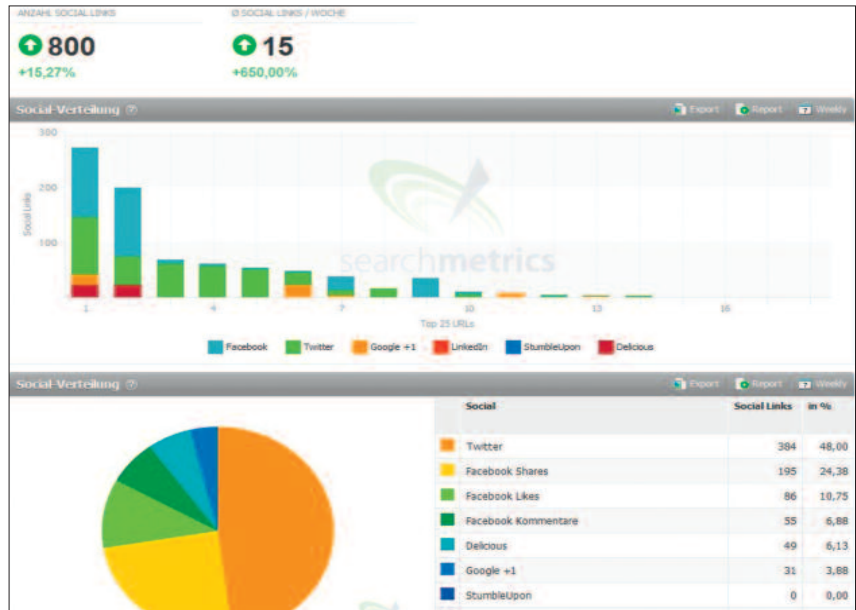 ANZAHL SOCIAL LINKS
Ø SOCIAL LINKS / WOCHE
800
15
+15,27%
+650,00%
Social-Verteilung
Export Report Weekly
300
200
100
Social Links
searchmetrics
1 4 7 10 13 16
Top 25 URLs
Facebook Twitter Google +1 LinkedIn StumbleUpon Delicious
Social-Verteilung
Export Report Weekly
Social Social Links in %
Twitter 384 48,00
Facebook Shares 195 24,38
Facebook Likes 86 10,75
Facebook Kommentare 55 6,88
Delicious 49 6,13
Google +1 31 3,88
StumbleUpon 0 0,00